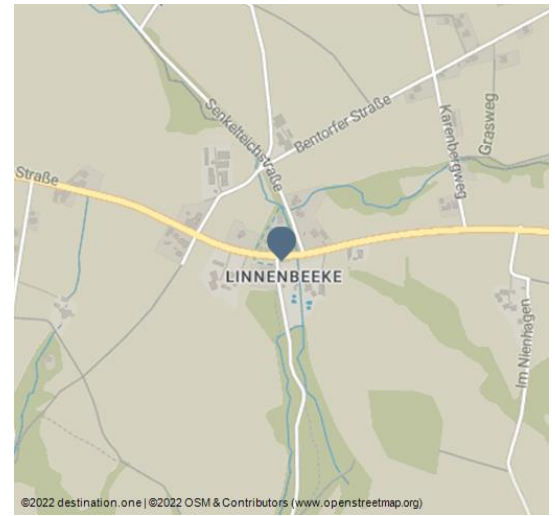 Senkelteichstraße
Bentorfer Straße
Karenbergweg
Grasweg
Straße
LINNENBEEKE
Im Nienhagen
©2022 destination.one | ©2022 OSM & Contributors (www.openstreetmap.org)